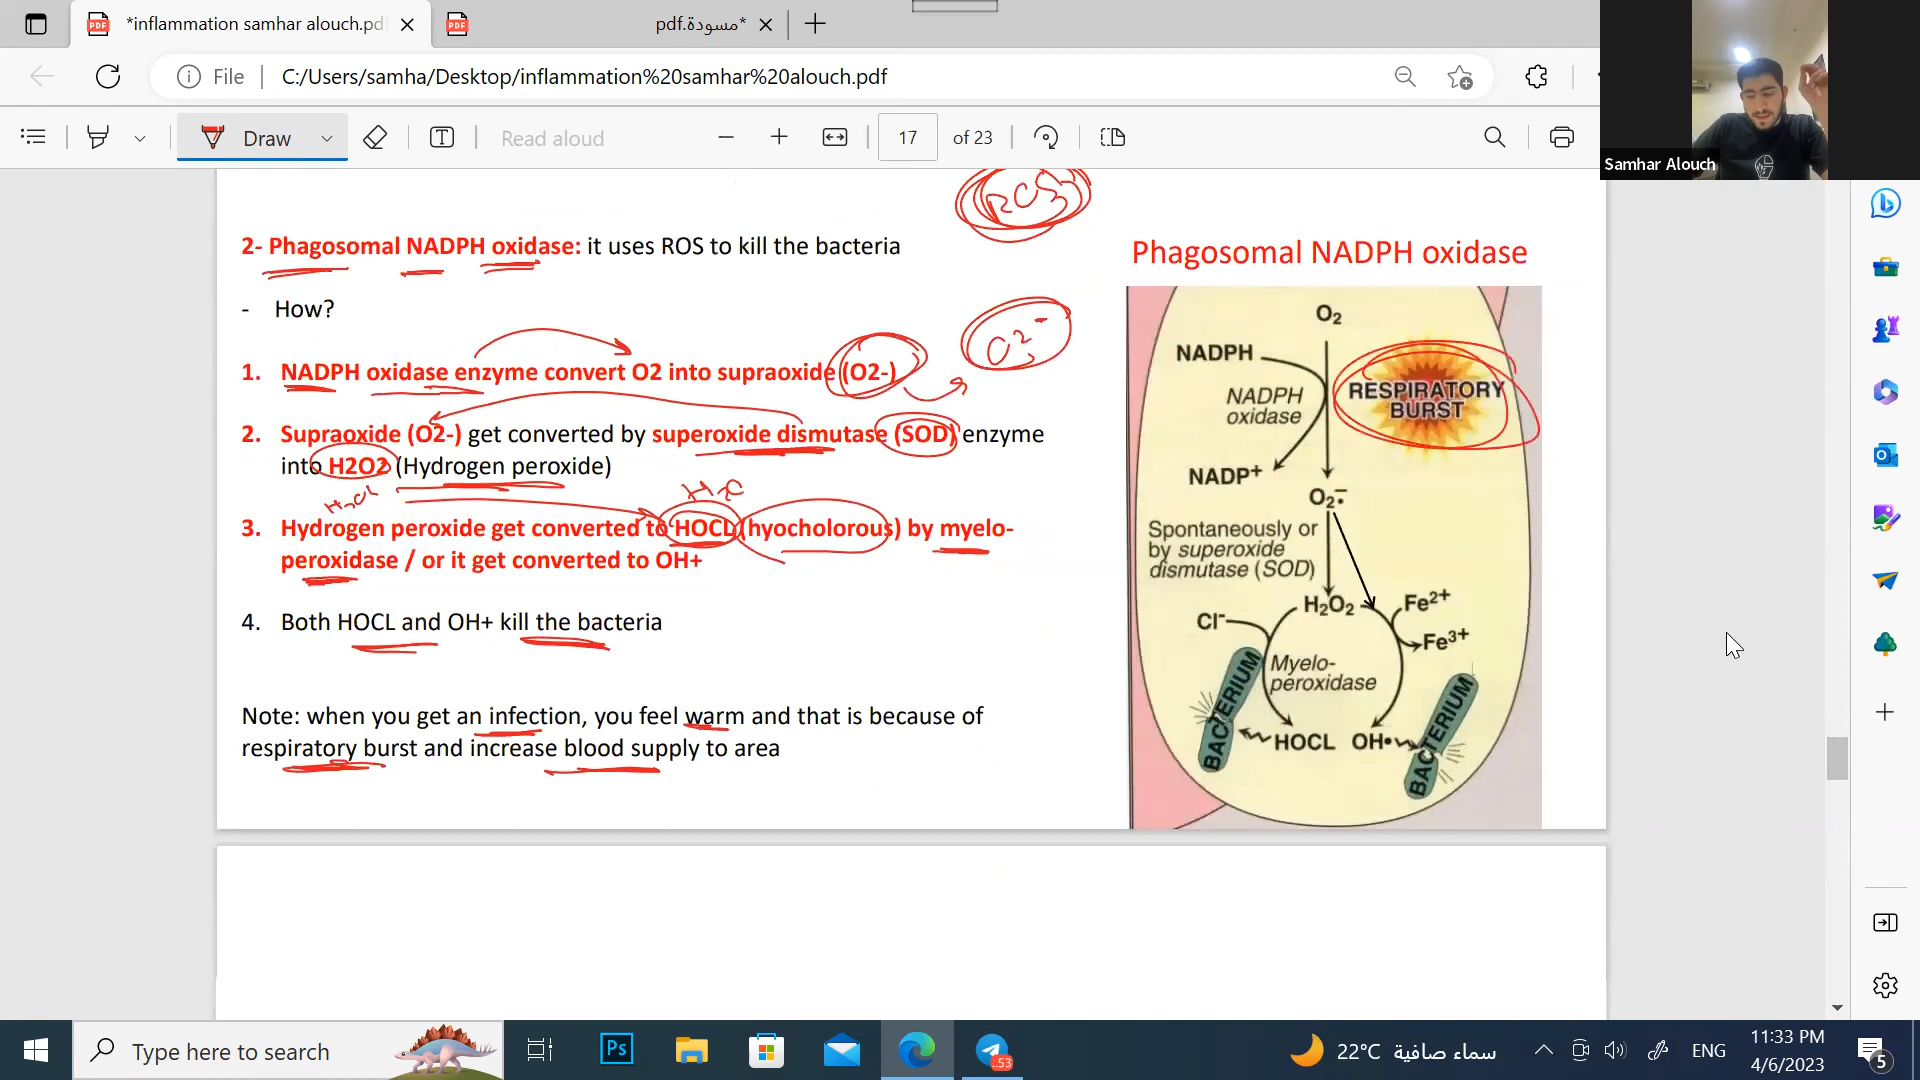 *inflammation samhar alouch.pdf
*مسودة.pdf
File
C:/Users/samha/Desktop/inflammation%20samhar%20alouch.pdf
Draw
Read aloud
17 of 23
Samhar Alouch
2- Phagosomal NADPH oxidase: it uses ROS to kill the bacteria
- How?
O2-
1. NADPH oxidase enzyme convert O2 into supraoxide (O2-)
2. Supraoxide (O2-) get converted by superoxide dismutase (SOD) enzyme
into H2O2 (Hydrogen peroxide)
3. Hydrogen peroxide get converted to HOCL (hyocholorous) by myelo-
peroxidase / or it get converted to OH+
4. Both HOCL and OH+ kill the bacteria
Note: when you get an infection, you feel warm and that is because of
respiratory burst and increase blood supply to area
Phagosomal NADPH oxidase
O₂
NADPH
NADPH
oxidase
RESPIRATORY
BURST
NADP+
O₂⨪
Spontaneously or
by superoxide
dismutase (SOD)
H₂O₂
Fe²⁺
Cl⁻
Fe³⁺
Myelo-
peroxidase
BACTERIUM
HOCL OH•
BACTERIUM
Type here to search
Ps
53
22°C سماء صافية
ENG
11:33 PM
4/6/2023
5